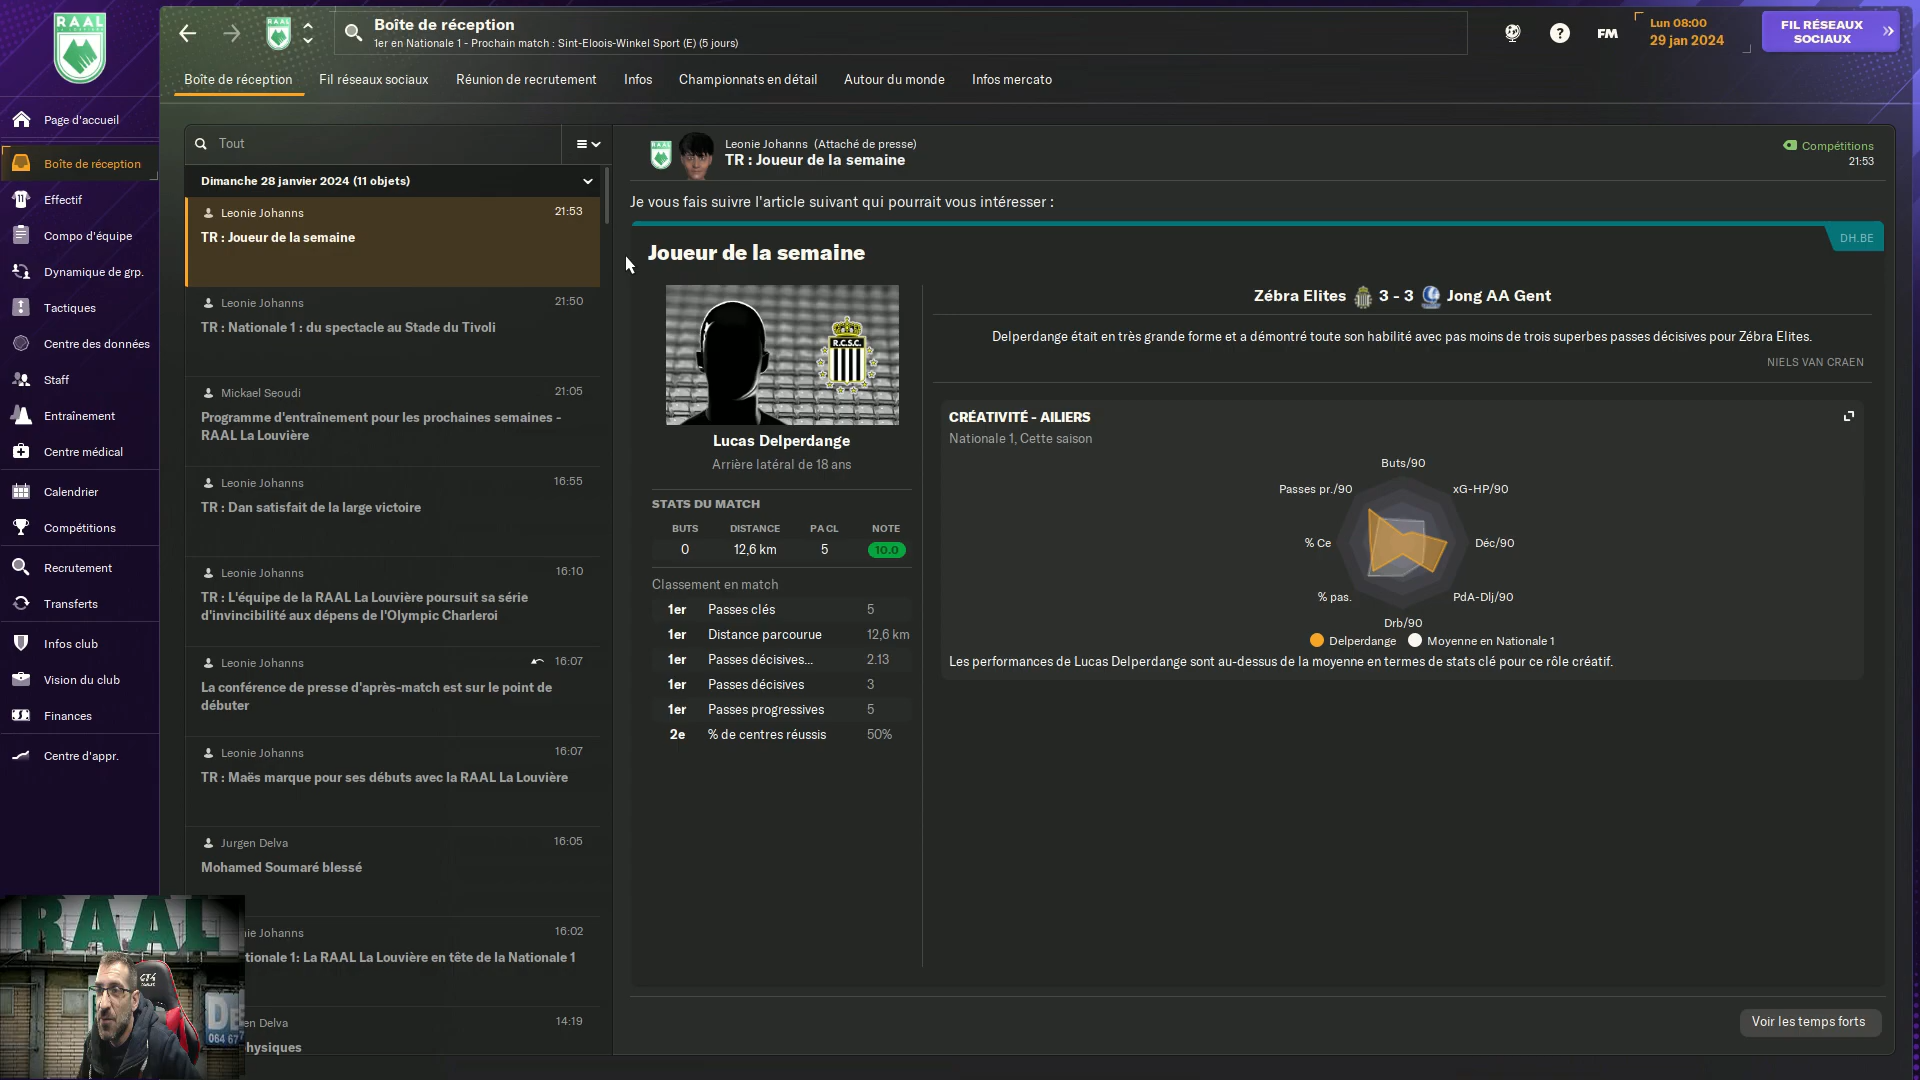 RAAL
Boîte de réception
1er en Nationale 1 - Prochain match : Sint-Eloois-Winkel Sport (E) (5 jours)
FM
Lun 08:00
29 jan 2024
FIL RÉSEAUX
SOCIAUX
Boîte de réception
Fil réseaux sociaux
Réunion de recrutement
Infos
Championnats en détail
Autour du monde
Infos mercato
Page d'accueil
Boîte de réception
Effectif
Compo d'équipe
Dynamique de grp.
Tactiques
Centre des données
Staff
Entraînement
Centre médical
Calendrier
Compétitions
Recrutement
Transferts
Infos club
Vision du club
Finances
Centre d'appr.
Tout
Dimanche 28 janvier 2024 (11 objets)
Leonie Johanns 21:53
TR : Joueur de la semaine
Leonie Johanns 21:50
TR : Nationale 1 : du spectacle au Stade du Tivoli
Mickael Seoudi 21:05
Programme d'entraînement pour les prochaines semaines -
RAAL La Louvière
Leonie Johanns 16:55
TR : Dan satisfait de la large victoire
Leonie Johanns 16:10
TR : L'équipe de la RAAL La Louvière poursuit sa série
d'invincibilité aux dépens de l'Olympic Charleroi
Leonie Johanns 16:07
La conférence de presse d'après-match est sur le point de
débuter
Leonie Johanns 16:07
TR : Maës marque pour ses débuts avec la RAAL La Louvière
Jurgen Delva 16:05
Mohamed Soumaré blessé
nie Johanns 16:02
tionale 1: La RAAL La Louvière en tête de la Nationale 1
en Delva 14:19
hysiques
Leonie Johanns (Attaché de presse)
TR : Joueur de la semaine
Compétitions
21:53
Je vous fais suivre l'article suivant qui pourrait vous intéresser :
DH.BE
Joueur de la semaine
R.C.S.C.
Lucas Delperdange
Arrière latéral de 18 ans
STATS DU MATCH
BUTS DISTANCE PA CL NOTE
0 12,6 km 5 10.0
Classement en match
1er Passes clés 5
1er Distance parcourue 12,6 km
1er Passes décisives... 2.13
1er Passes décisives 3
1er Passes progressives 5
2e % de centres réussis 50%
Zébra Elites 3 - 3 Jong AA Gent
Delperdange était en très grande forme et a démontré toute son habilité avec pas moins de trois superbes passes décisives pour Zébra Elites.
NIELS VAN CRAEN
CRÉATIVITÉ - AILIERS
Nationale 1, Cette saison
Buts/90
Passes pr./90
xG-HP/90
% Ce
Déc/90
% pas.
PdA-Dlj/90
Drb/90
Delperdange
Moyenne en Nationale 1
Les performances de Lucas Delperdange sont au-dessus de la moyenne en termes de stats clé pour ce rôle créatif.
Voir les temps forts
RAAL